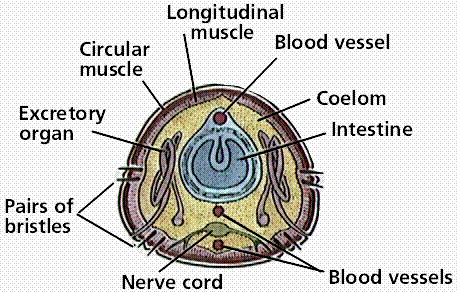 Longitudinal
muscle
Circular
muscle
Blood vessel
Coelom
Excretory
organ
Intestine
Pairs of
bristles
Nerve cord
Blood vessels